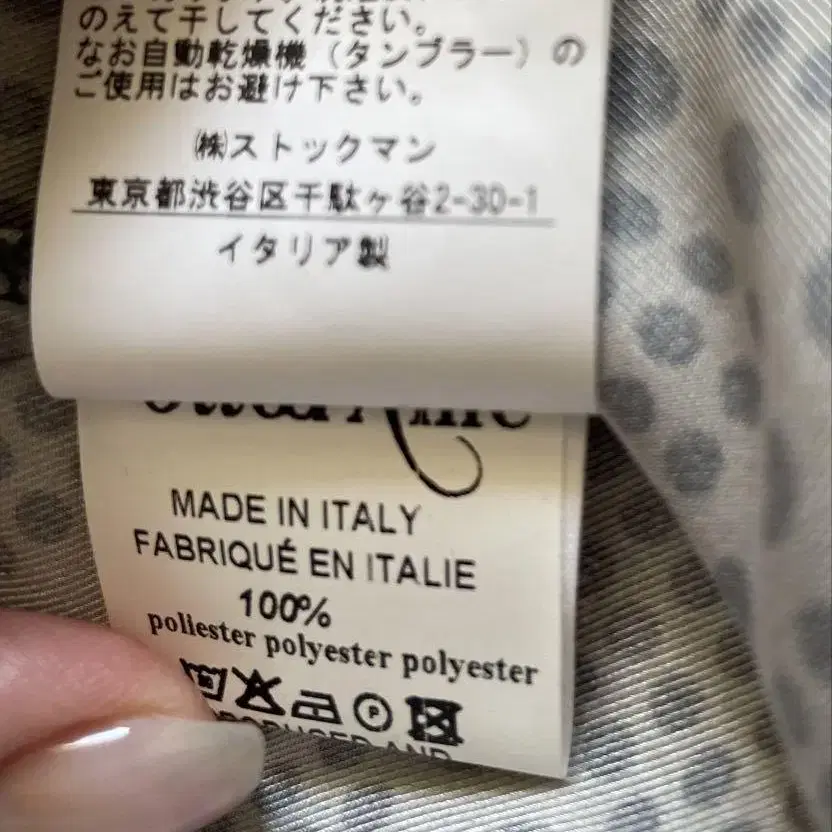 のえて干してください。
なお自動乾燥機（タンブラー）の
ご使用はお避け下さい。
㈱ストックマン
東京都渋谷区千駄ヶ谷2-30-1
イタリア製
MADE IN ITALY
FABRIQUÉ EN ITALIE
100%
poliester polyester polyester
P
AND